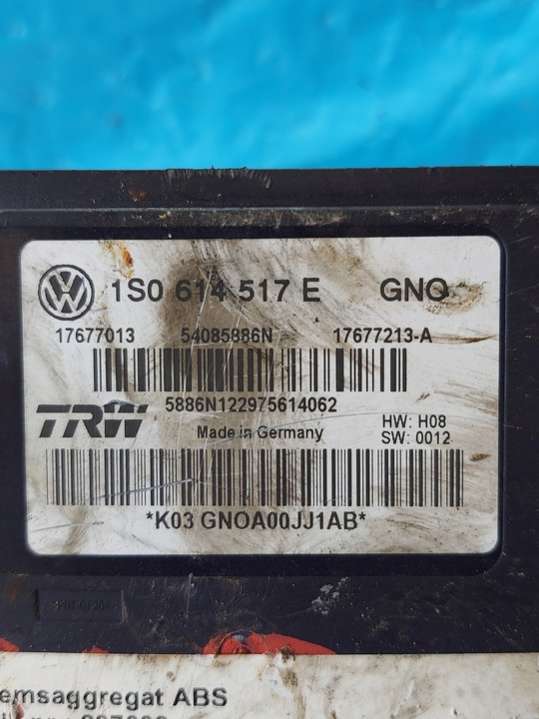 1S0 614 517 E GNO
17677013 54085886N 17677213-A
5886N122975614062
TRW Made in Germany HW: H08
SW: 0012
*K03 GNOA00JJ1AB*
emsaggregat ABS